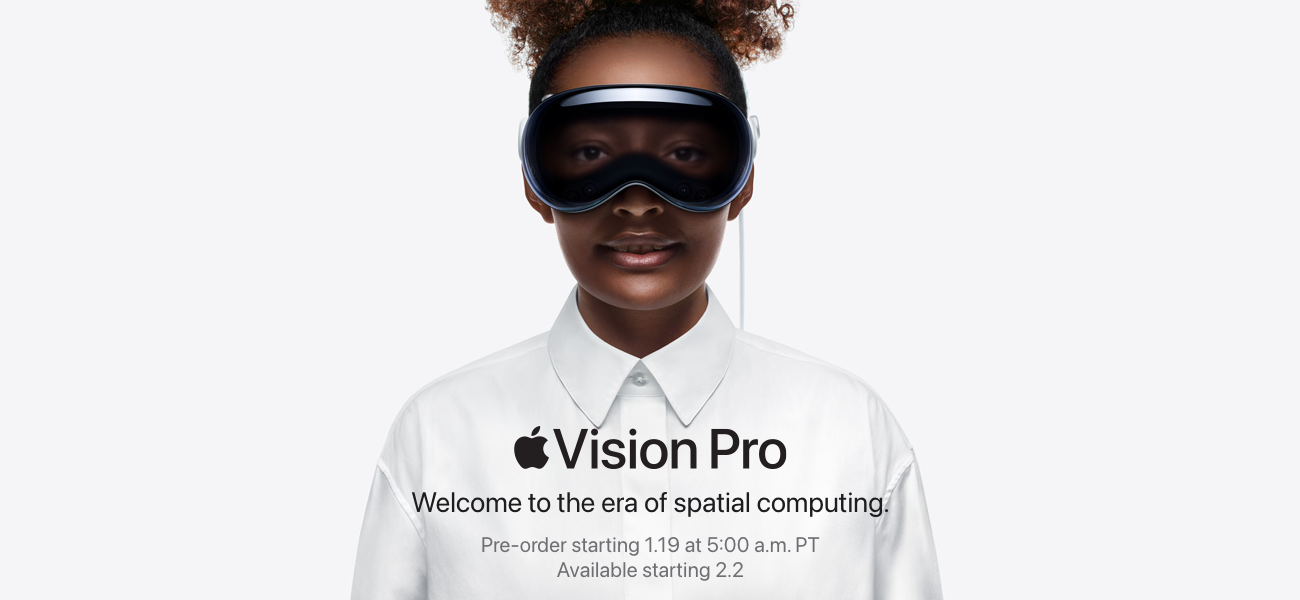 Vision Pro
Welcome to the era of spatial computing.
Pre-order starting 1.19 at 5:00 a.m. PT
Available starting 2.2